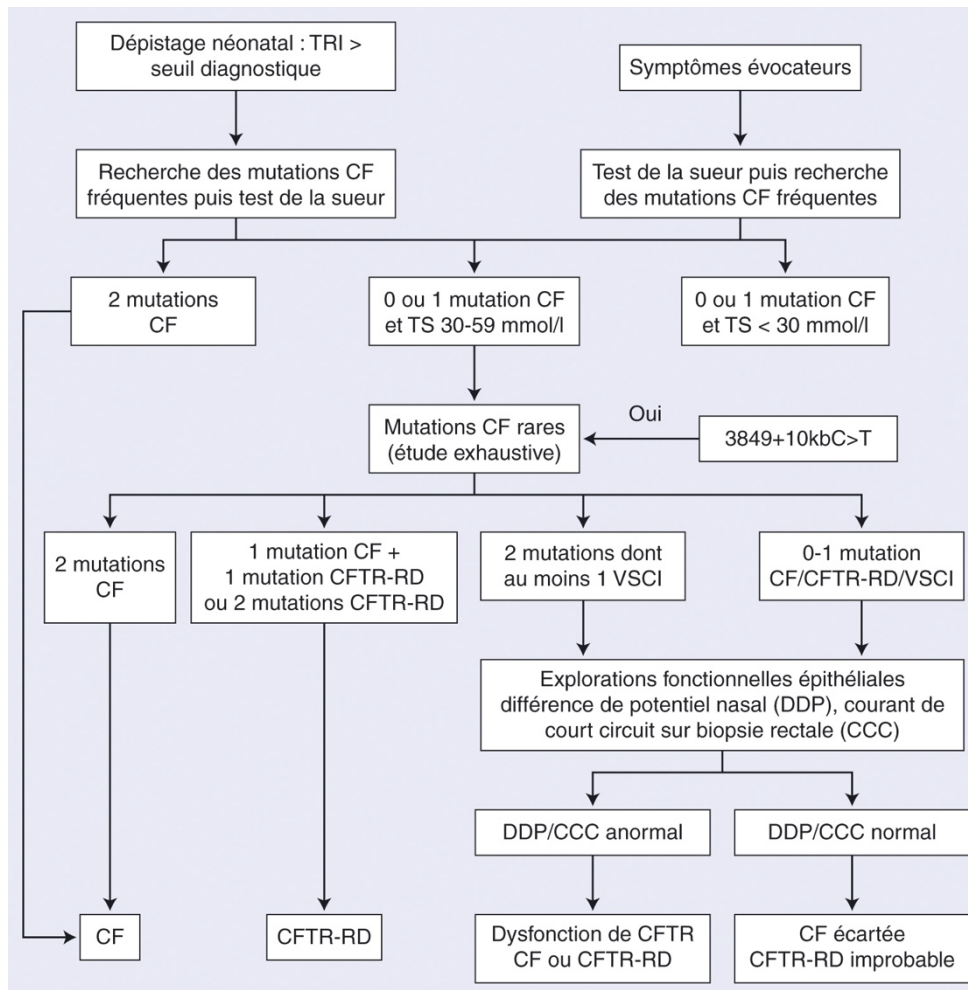 Dépistage néonatal : TRI >
seuil diagnostique
Symptômes évocateurs
Recherche des mutations CF
fréquentes puis test de la sueur
Test de la sueur puis recherche
des mutations CF fréquentes
2 mutations
CF
0 ou 1 mutation CF
et TS 30-59 mmol/l
0 ou 1 mutation CF
et TS < 30 mmol/l
Mutations CF rares
(étude exhaustive)
Oui
3849+10kbC>T
2 mutations
CF
1 mutation CF +
1 mutation CFTR-RD
ou 2 mutations CFTR-RD
2 mutations dont
au moins 1 VSCI
0-1 mutation
CF/CFTR-RD/VSCI
Explorations fonctionnelles épithéliales
différence de potentiel nasal (DDP), courant de
court circuit sur biopsie rectale (CCC)
DDP/CCC anormal
DDP/CCC normal
CF
CFTR-RD
Dysfonction de CFTR
CF ou CFTR-RD
CF écartée
CFTR-RD improbable